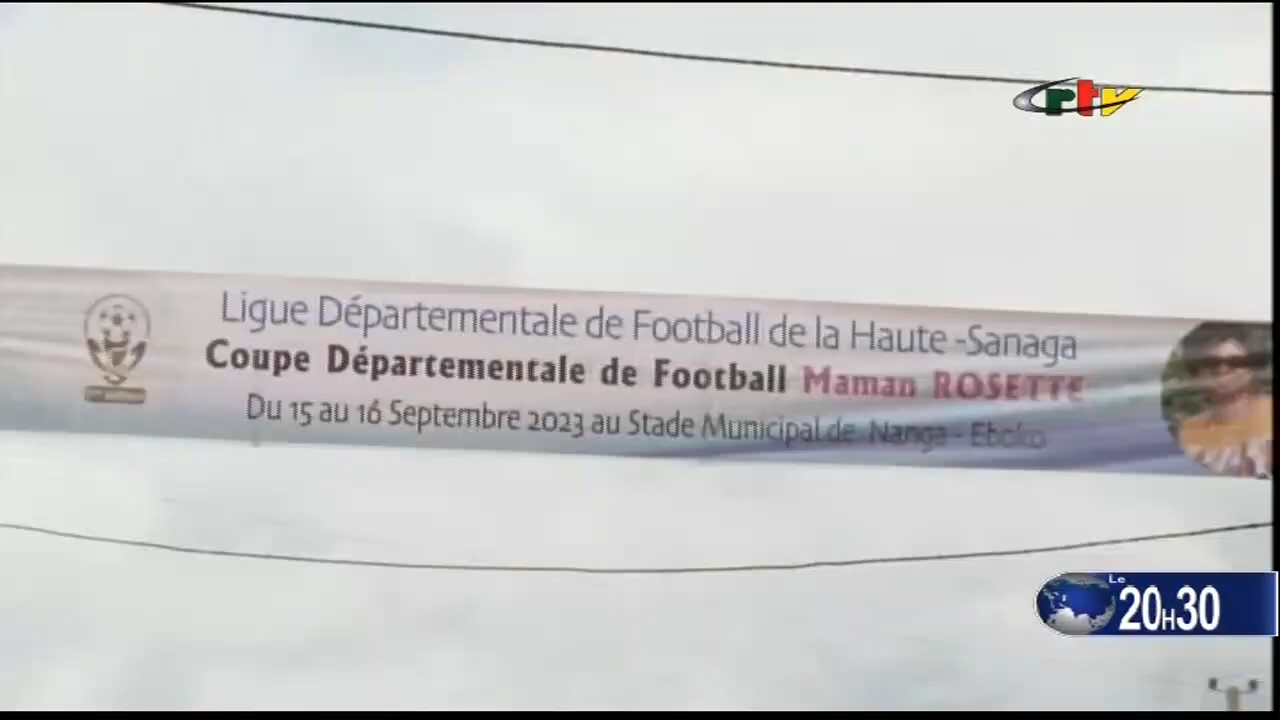 crtv
Ligue Départementale de Football de la Haute -Sanaga
Coupe Départementale de Football Maman ROSETTE
Du 15 au 16 Septembre 2023 au Stade Municipal de Nanga - Eboko
Le
20H30